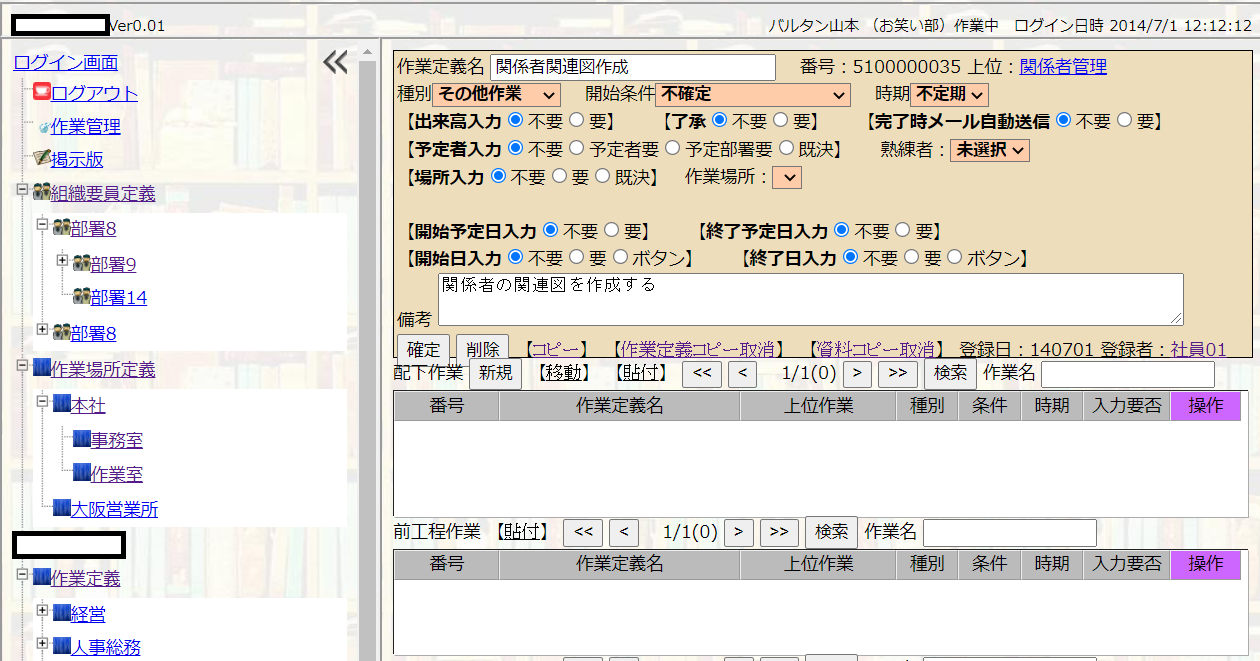 Ver0.01
バルタン山本 （お笑い部）作業中 ログイン日時 2014/7/1 12:12:12
ログイン画面
ログアウト
作業管理
掲示版
組織要員定義
部署8
部署9
部署14
部署8
作業場所定義
本社
事務室
作業室
大阪営業所
作業定義
経営
人事総務
作業定義名 関係者関連図作成 番号：5100000035 上位：関係者管理
種別 その他作業 開始条件 不確定 時期 不定期
【出来高入力 不要 要】 【了承 不要 要】 【完了時メール自動送信 不要 要】
【予定者入力 不要 予定者要 予定部署要 既決】 熟練者： 未選択
【場所入力 不要 要 既決】 作業場所：
【開始予定日入力 不要 要】 【終了予定日入力 不要 要】
【開始日入力 不要 要 ボタン】 【終了日入力 不要 要 ボタン】
備考 関係者の関連図を作成する
確定 削除 【コピー】 【作業定義コピー取消】 【資料コピー取消】 登録日：140701 登録者：社員01
配下作業 新規 【移動】 【貼付】 << < 1/1(0) > >> 検索 作業名
番号 作業定義名 上位作業 種別 条件 時期 入力要否 操作
前工程作業 【貼付】 << < 1/1(0) > >> 検索 作業名
番号 作業定義名 上位作業 種別 条件 時期 入力要否 操作